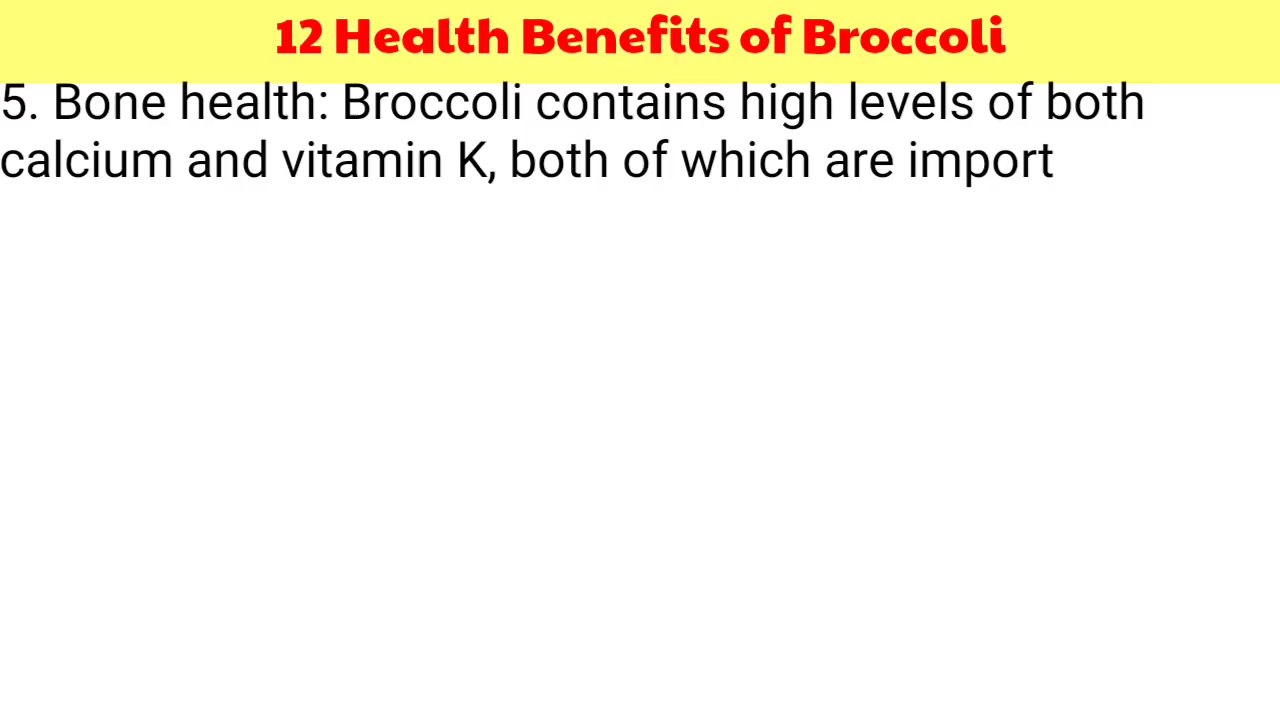 12 Health Benefits of Broccoli
5. Bone health: Broccoli contains high levels of both
calcium and vitamin K, both of which are import